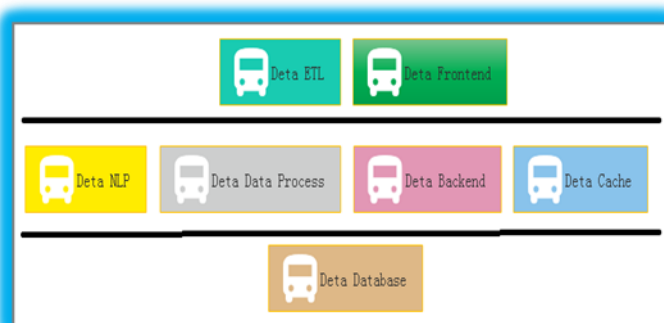 Deta ETL
Deta Frontend
Deta NLP
Deta Data Process
Deta Backend
Deta Cache
Deta Database